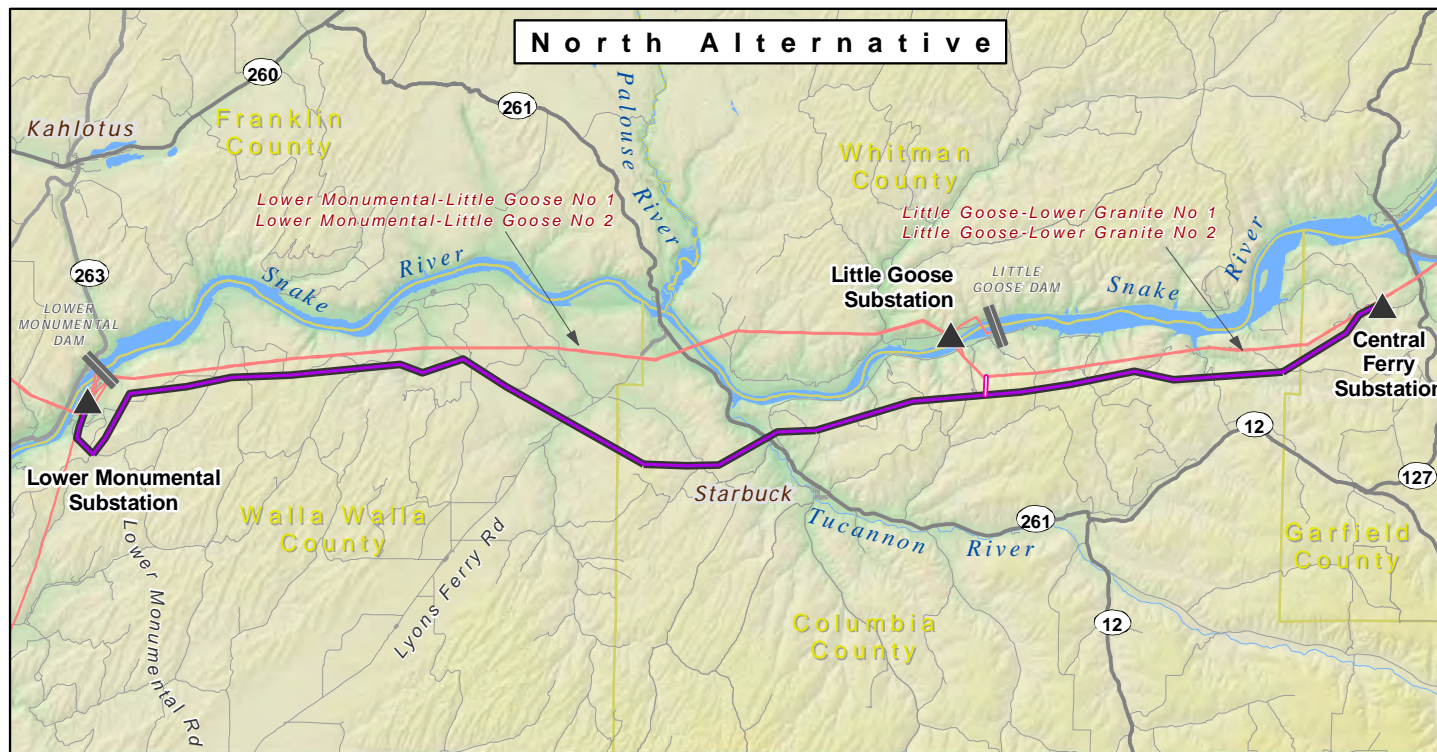 North Alternative
260
261
Kahlotus
Franklin
County
Palouse River
Whitman
County
Lower Monumental-Little Goose No 1
Lower Monumental-Little Goose No 2
Little Goose-Lower Granite No 1
Little Goose-Lower Granite No 2
263
Snake River
Little Goose
Substation
LITTLE
GOOSE DAM
Snake River
LOWER
MONUMENTAL
DAM
Central
Ferry
Substation
12
Lower Monumental
Substation
127
Starbuck
Walla Walla
County
Lyons Ferry Rd
Lower Monumental Rd
Tucannon River
261
Garfield
County
Columbia
County
12